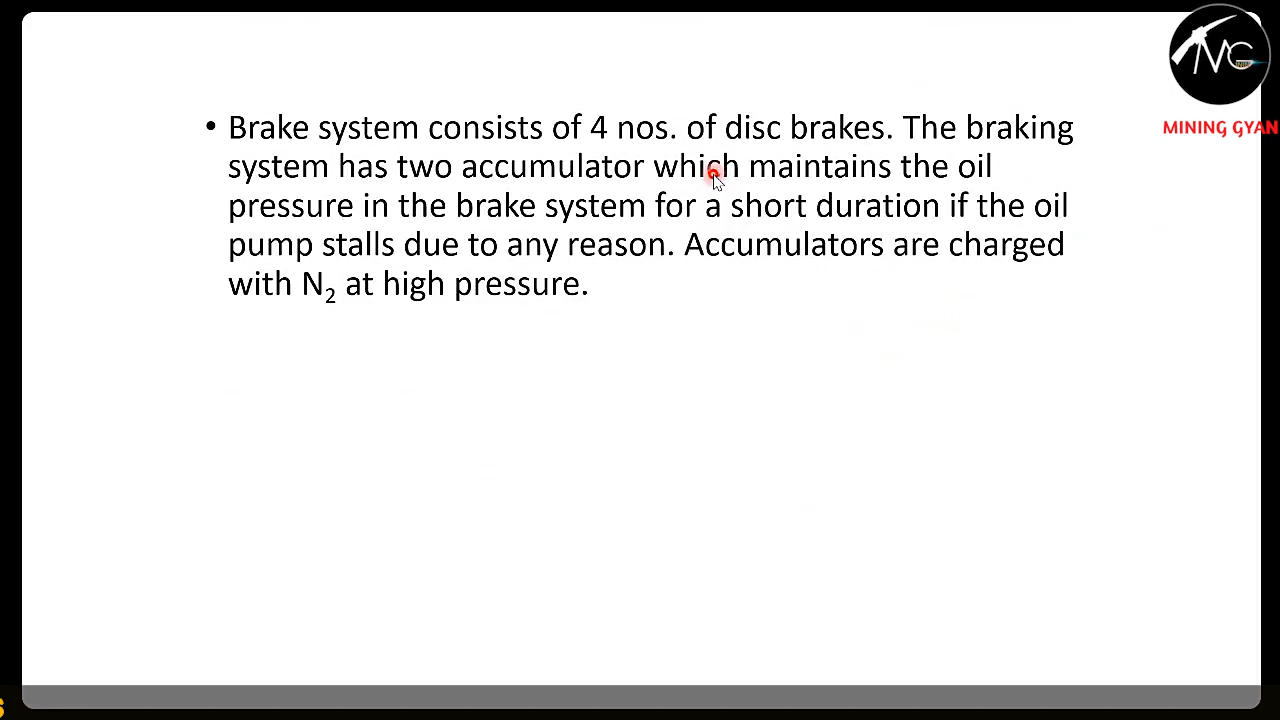 • Brake system consists of 4 nos. of disc brakes. The braking
system has two accumulator which maintains the oil
pressure in the brake system for a short duration if the oil
pump stalls due to any reason. Accumulators are charged
with N₂ at high pressure.
MG
MINING GYAN